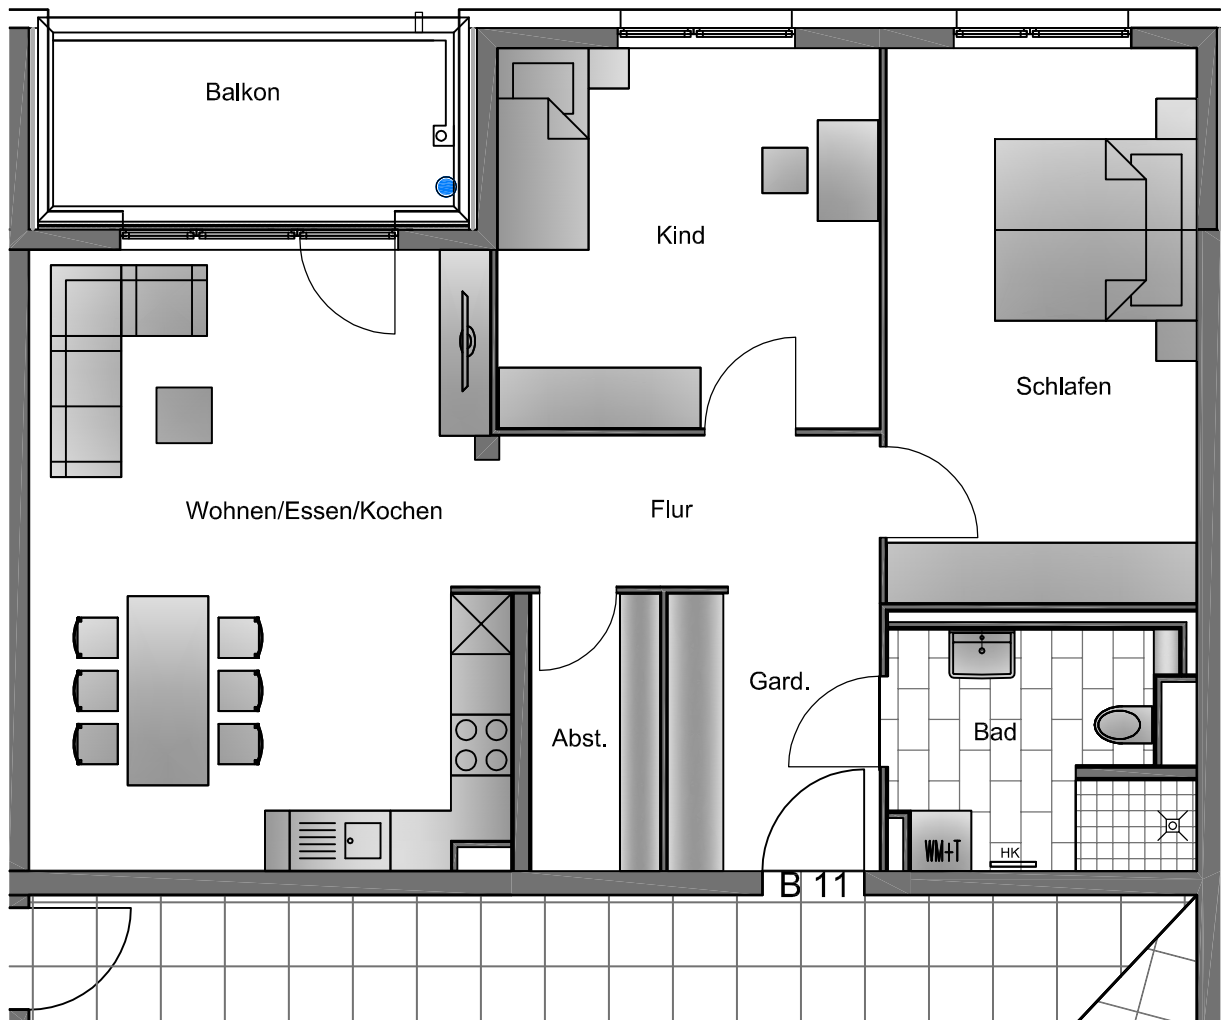 Balkon
Kind
Schlafen
Wohnen/Essen/Kochen
Flur
Gard.
Abst.
Bad
WM+T
HK
B 11